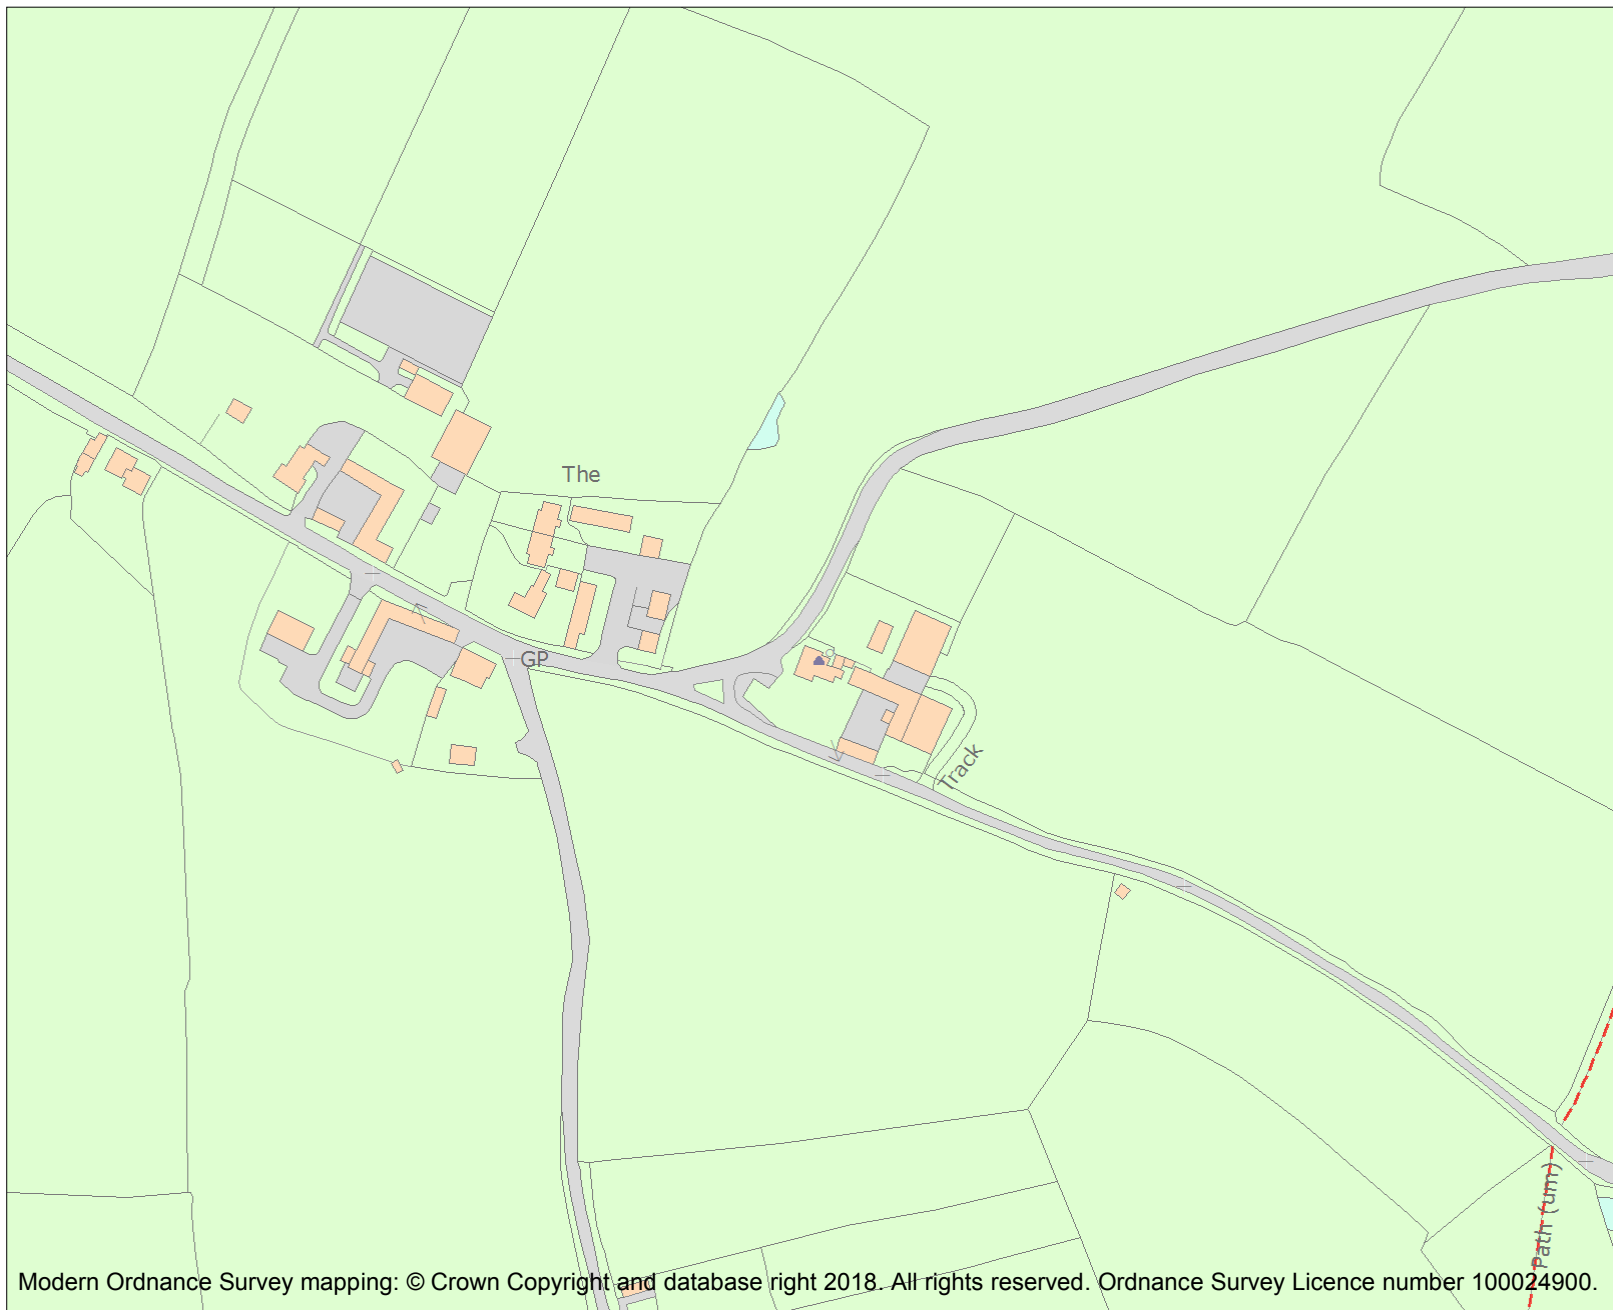 The
GP
Track
Path (um)
Modern Ordnance Survey mapping: © Crown Copyright and database right 2018. All rights reserved. Ordnance Survey Licence number 100024900.